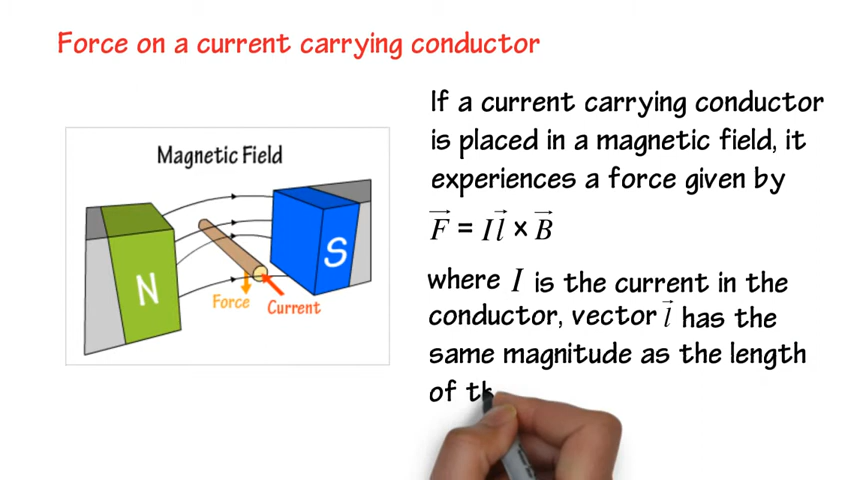 Force on a current carrying conductor
If a current carrying conductor
is placed in a magnetic field, it
experiences a force given by
F⃗ = I l⃗ × B⃗
where I is the current in the
conductor, vector l⃗ has the
same magnitude as the length
of
Magnetic Field
N
S
Force
Current